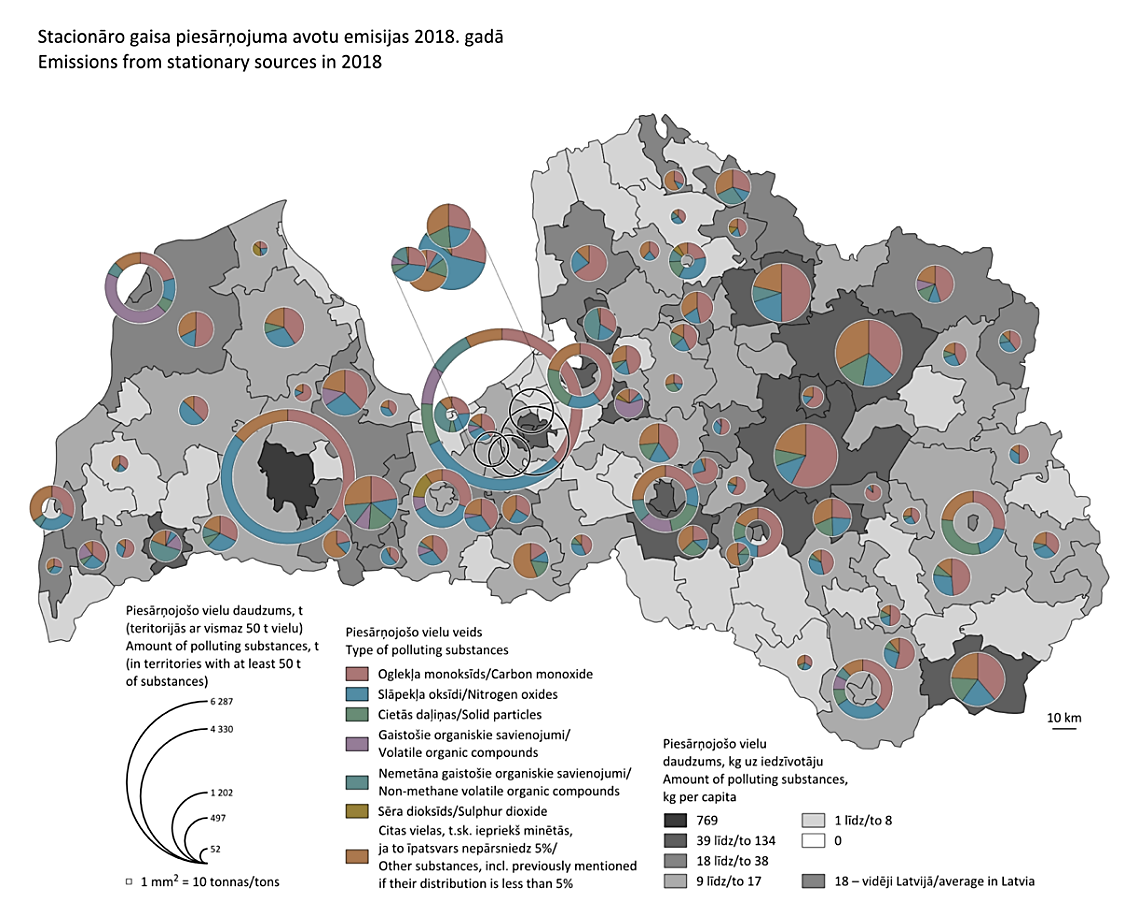 Stacionāro gaisa piesārņojuma avotu emisijas 2018. gadā
Emissions from stationary sources in 2018
Piesārņojošo vielu daudzums, t
(teritorijās ar vismaz 50 t vielu)
Amount of polluting substances, t
(in territories with at least 50 t
of substances)
6 287
4 330
1 202
497
52
1 mm² = 10 tonnas/tons
Piesārņojošo vielu veids
Type of polluting substances
Oglekļa monoksīds/Carbon monoxide
Slāpekļa oksīdi/Nitrogen oxides
Cietās daļiņas/Solid particles
Gaistošie organiskie savienojumi/
Volatile organic compounds
Nemetāna gaistošie organiskie savienojumi/
Non-methane volatile organic compounds
Sēra dioksīds/Sulphur dioxide
Citas vielas, t.sk. iepriekš minētās,
ja to īpatsvars nepārsniedz 5%/
Other substances, incl. previously mentioned
if their distribution is less than 5%
10 km
Piesārņojošo vielu
daudzums, kg uz iedzīvotāju
Amount of polluting substances,
kg per capita
769
39 līdz/to 134
18 līdz/to 38
9 līdz/to 17
1 līdz/to 8
0
18 – vidēji Latvijā/average in Latvia